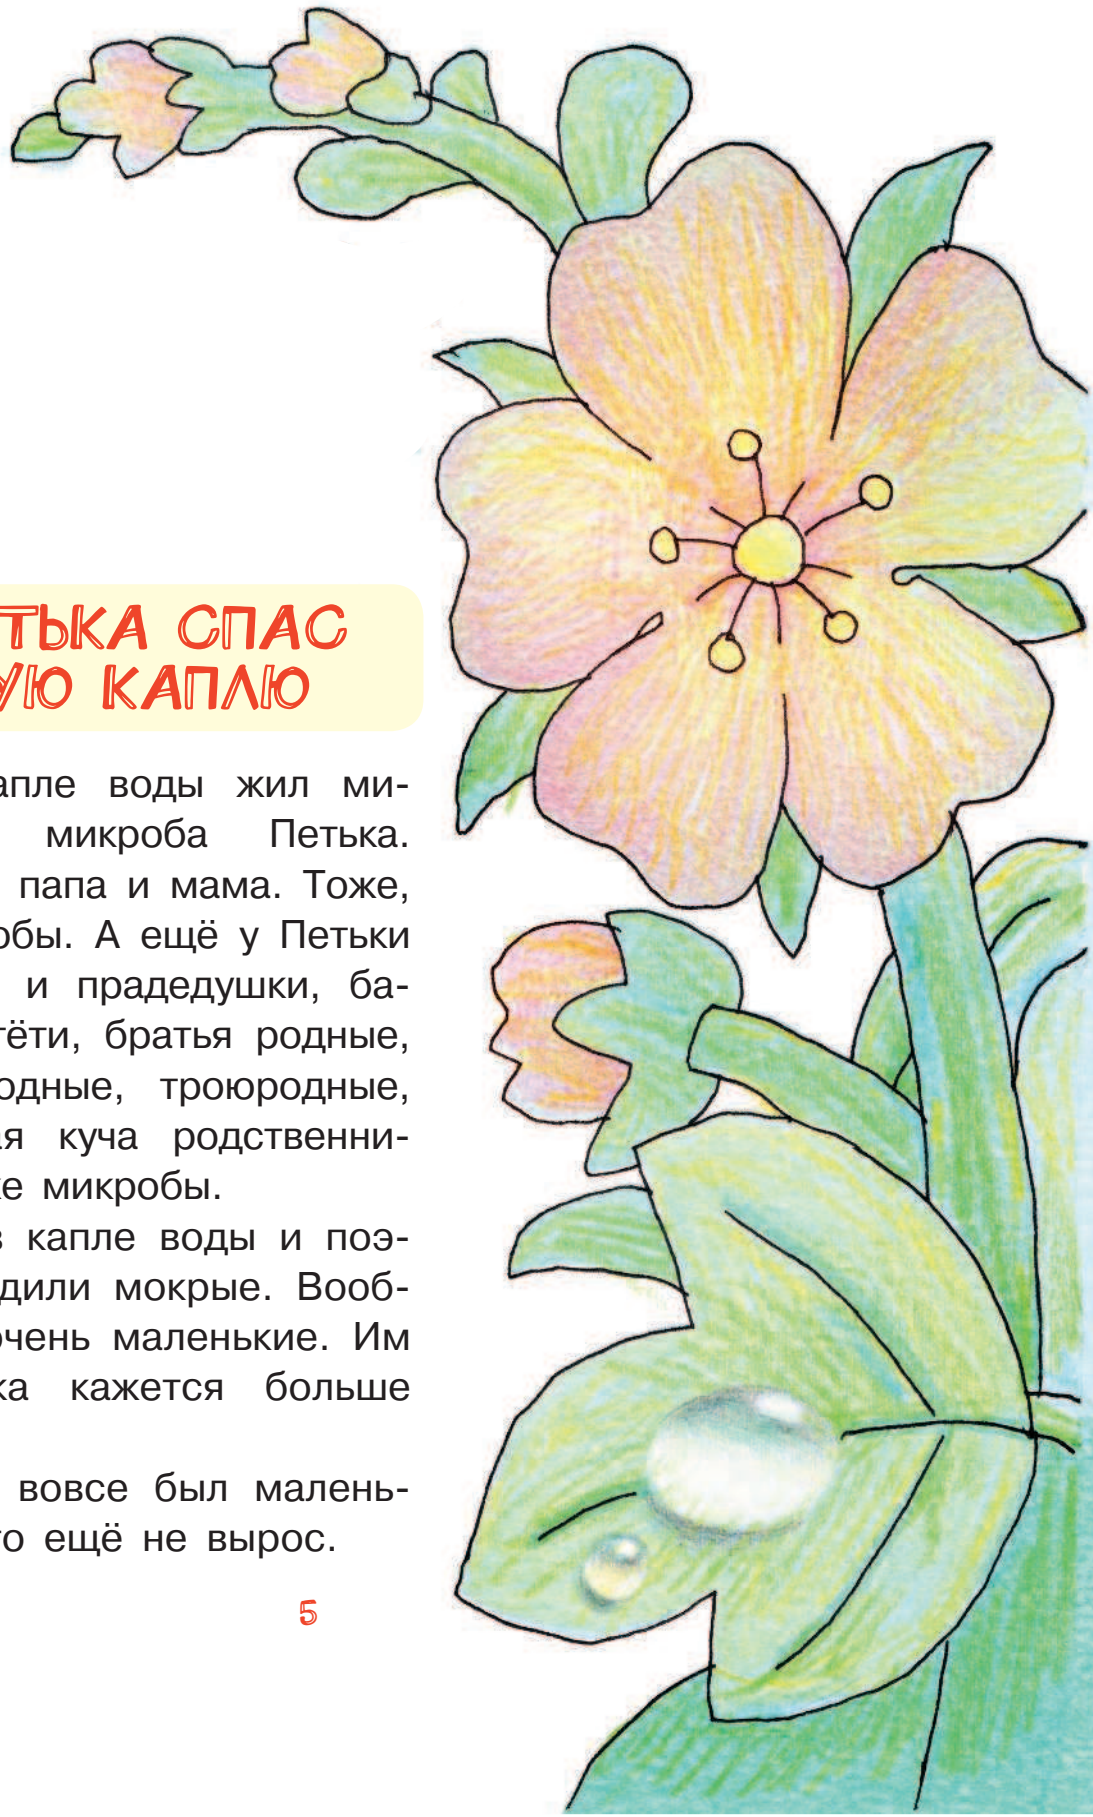 ТЬКА СПАС
УЮ КАПЛЮ
апле воды жил ми-
микроба Петька.
папа и мама. Тоже,
обы. А ещё у Петьки
и прадедушки, ба-
тёти, братья родные,
одные, троюродные,
ая куча родственни-
же микробы.
в капле воды и поэ-
дили мокрые. Вооб-
очень маленькие. Им
ка кажется больше
вовсе был малень-
то ещё не вырос.
5